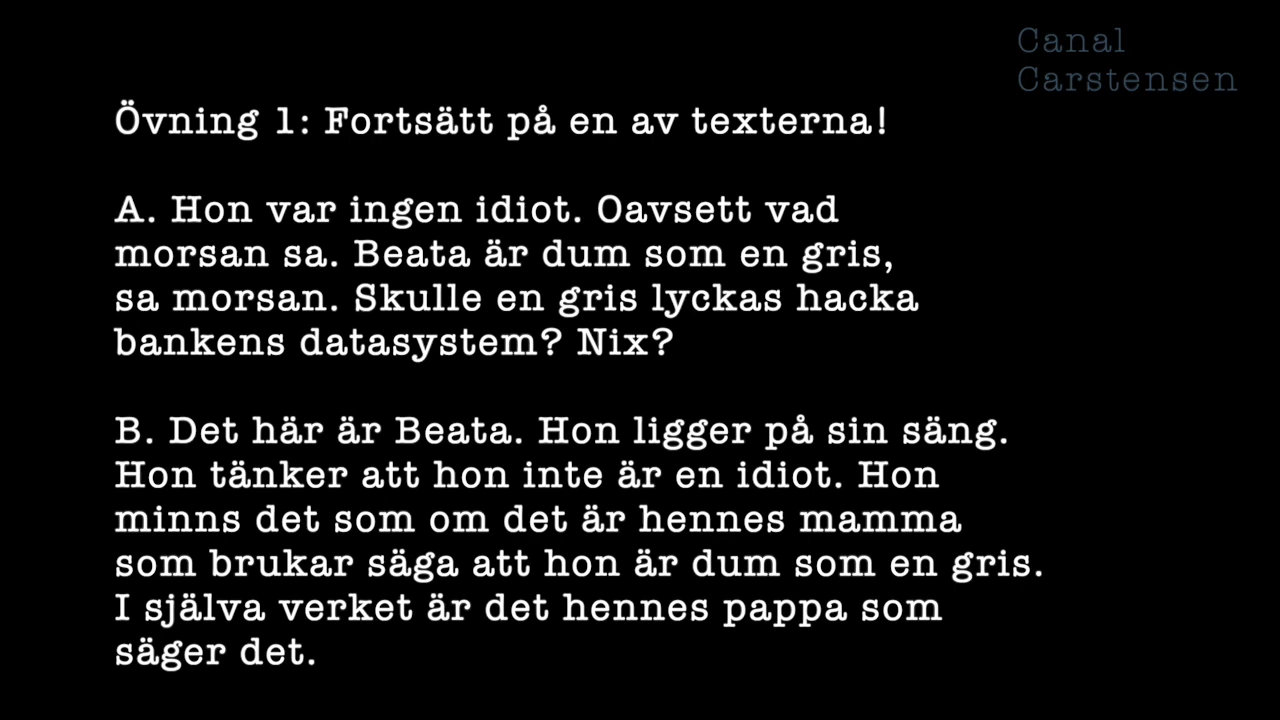 Canal
Carstensen
Övning 1: Fortsätt på en av texterna!
A. Hon var ingen idiot. Oavsett vad
morsan sa. Beata är dum som en gris,
sa morsan. Skulle en gris lyckas hacka
bankens datasystem? Nix?
B. Det här är Beata. Hon ligger på sin säng.
Hon tänker att hon inte är en idiot. Hon
minns det som om det är hennes mamma
som brukar säga att hon är dum som en gris.
I själva verket är det hennes pappa som
säger det.